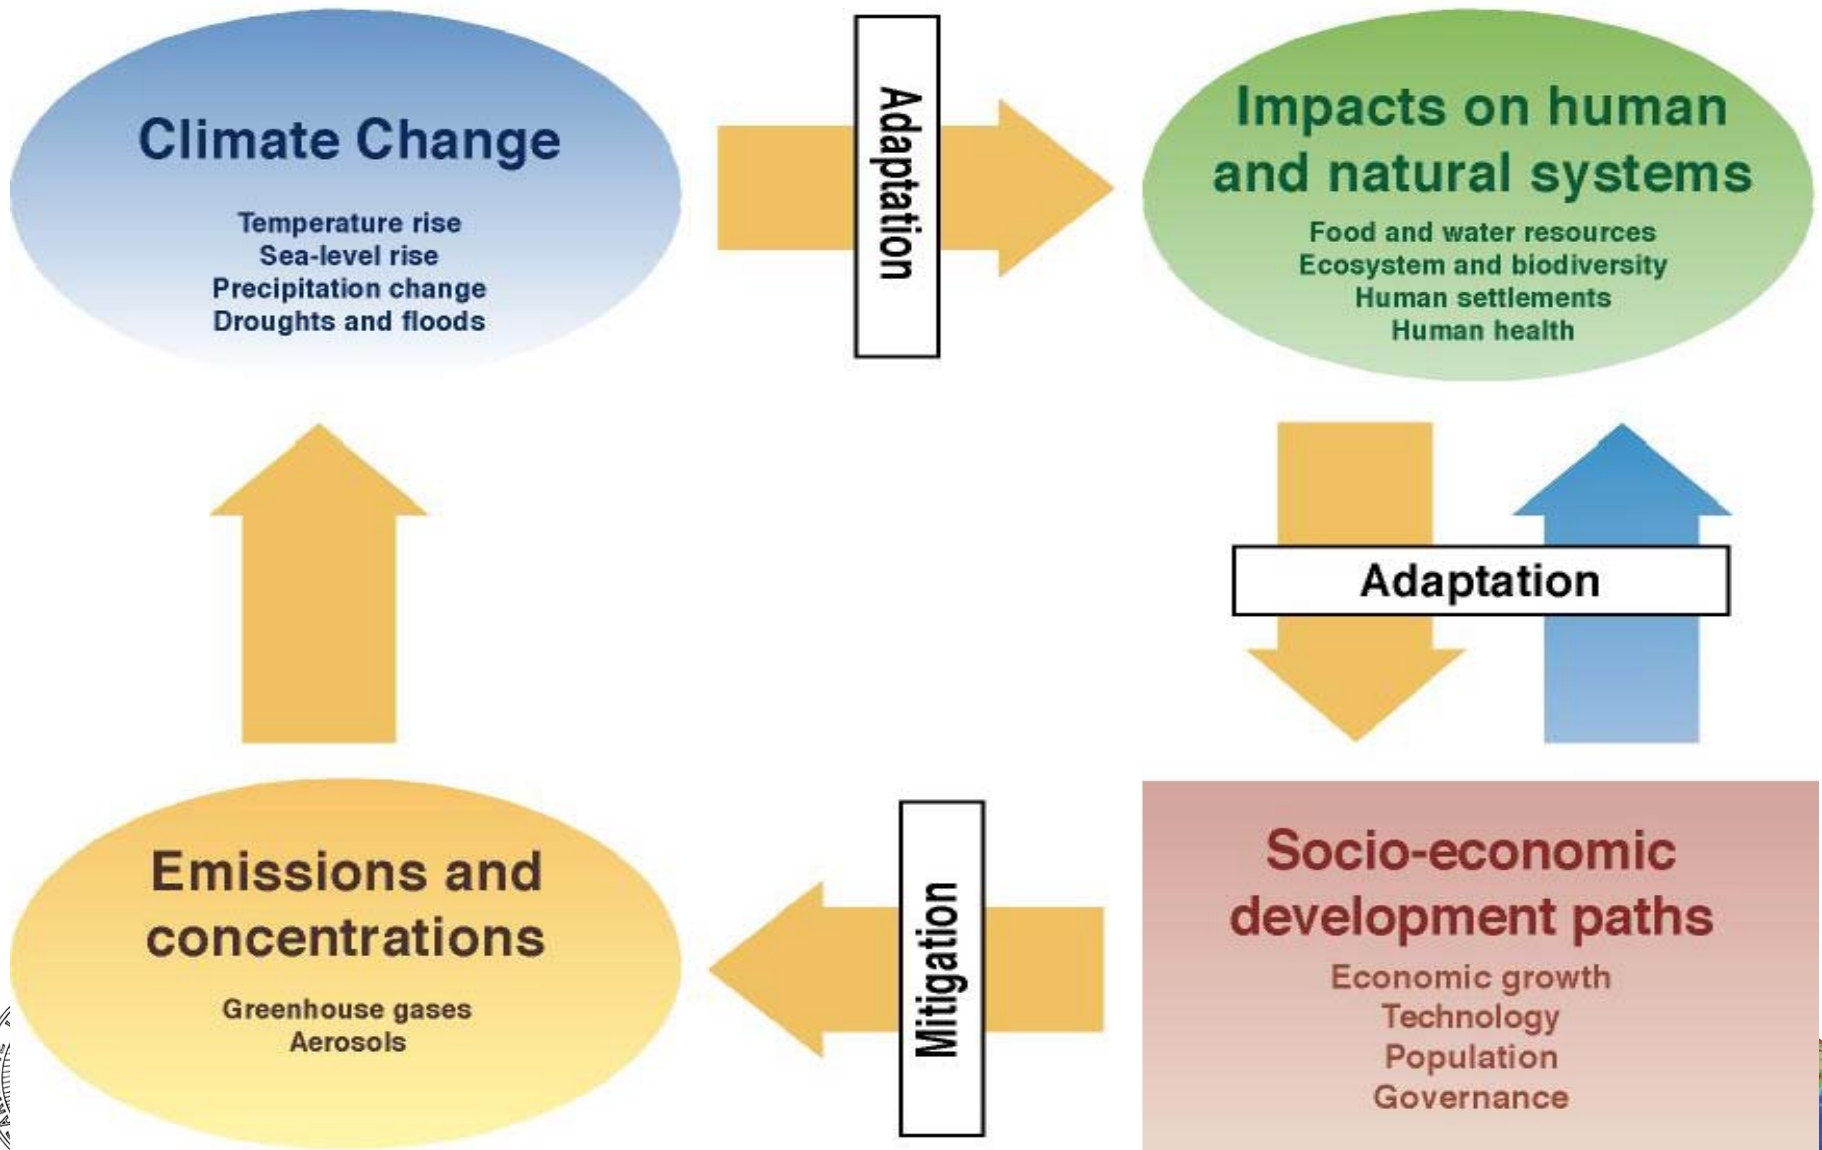 Climate Change
Temperature rise
Sea-level rise
Precipitation change
Droughts and floods
Adaptation
Impacts on human
and natural systems
Food and water resources
Ecosystem and biodiversity
Human settlements
Human health
Adaptation
Emissions and
concentrations
Greenhouse gases
Aerosols
Mitigation
Socio-economic
development paths
Economic growth
Technology
Population
Governance